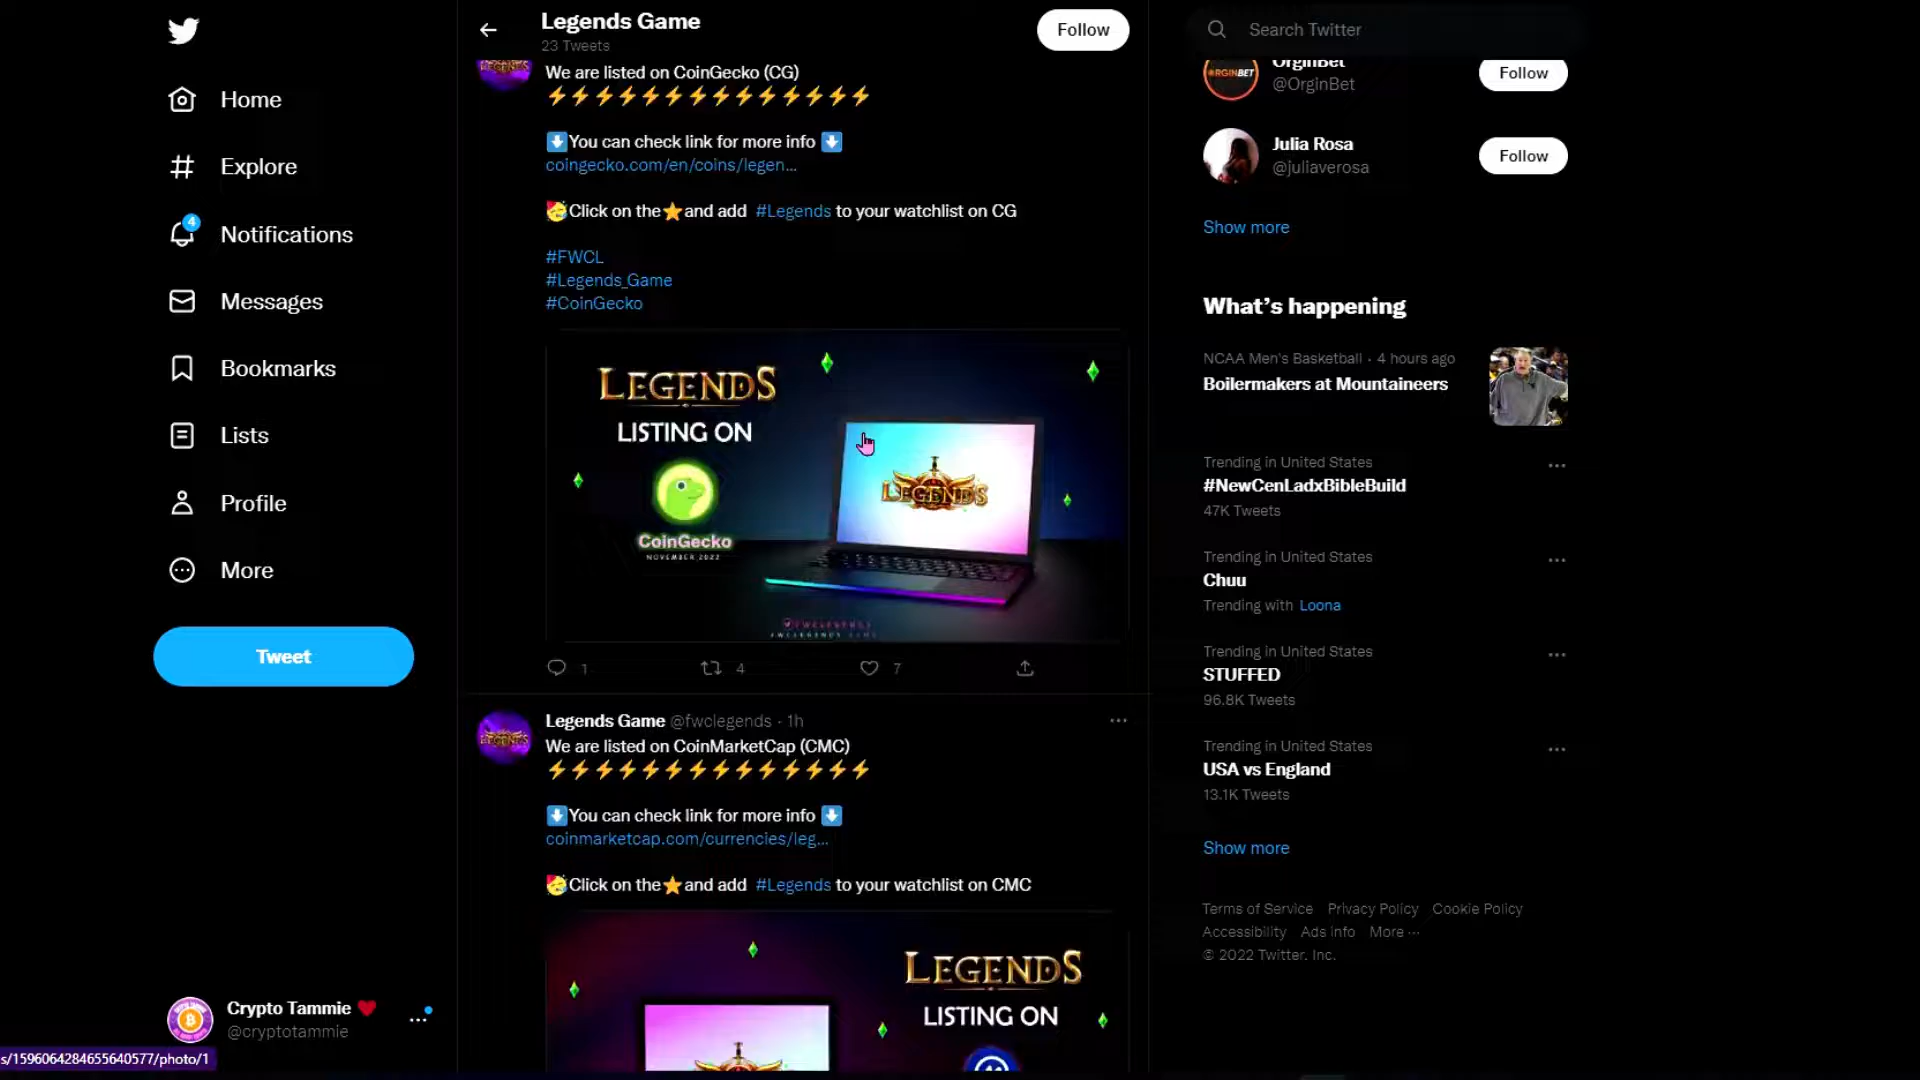 Home
Explore
4
Notifications
Messages
Bookmarks
Lists
Profile
More
Tweet
Crypto Tammie ❤️
@cryptotammie
s/1596064284655640577/photo/1
Legends Game
23 Tweets
Follow
We are listed on CoinGecko (CG)
⚡⚡⚡⚡⚡⚡⚡⚡⚡⚡⚡⚡⚡⚡
⬇️You can check link for more info ⬇️
coingecko.com/en/coins/legen...
🥳Click on the⭐and add #Legends to your watchlist on CG
#FWCL
#Legends_Game
#CoinGecko
LEGENDS
LISTING ON
CoinGecko
NOVEMBER 2022
LEGENDS
1
4
7
Legends Game @fwclegends · 1h
We are listed on CoinMarketCap (CMC)
⚡⚡⚡⚡⚡⚡⚡⚡⚡⚡⚡⚡⚡⚡
⬇️You can check link for more info ⬇️
coinmarketcap.com/currencies/leg...
🥳Click on the⭐and add #Legends to your watchlist on CMC
LEGENDS
LISTING ON
Search Twitter
OrginBet
@OrginBet
Follow
Julia Rosa
@juliaverosa
Follow
Show more
What's happening
NCAA Men's Basketball · 4 hours ago
Boilermakers at Mountaineers
Trending in United States
#NewCenLadxBibleBuild
47K Tweets
Trending in United States
Chuu
Trending with Loona
Trending in United States
STUFFED
96.8K Tweets
Trending in United States
USA vs England
13.1K Tweets
Show more
Terms of Service Privacy Policy Cookie Policy
Accessibility Ads info More ···
© 2022 Twitter, Inc.